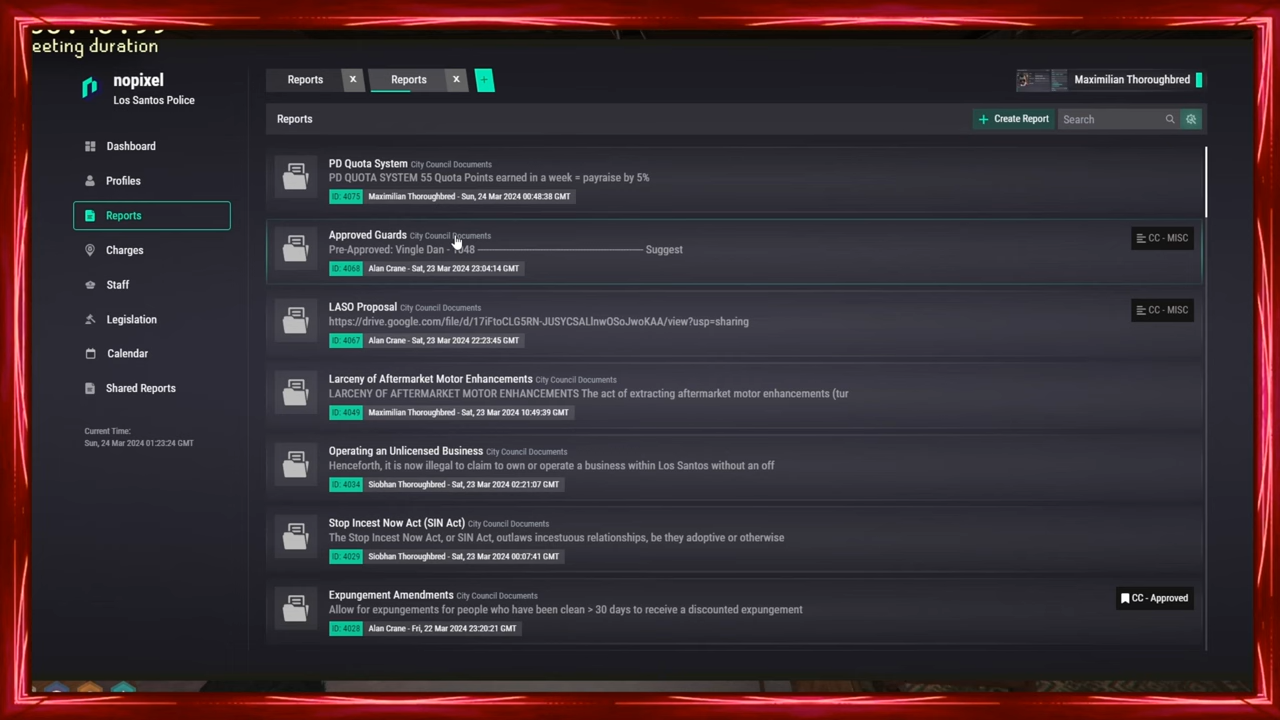 eeting duration
nopixel
Los Santos Police
Dashboard
Profiles
Reports
Charges
Staff
Legislation
Calendar
Shared Reports
Current Time:
Sun, 24 Mar 2024 01:23:24 GMT
Reports x Reports x +
Maximilian Thoroughbred
Reports
+ Create Report
Search
PD Quota System City Council Documents
PD QUOTA SYSTEM 55 Quota Points earned in a week = payraise by 5%
ID: 4075 Maximilian Thoroughbred - Sun, 24 Mar 2024 00:48:38 GMT
Approved Guards City Council Documents
Pre-Approved: Vingle Dan - 1048 —————————————— Suggest
ID: 4068 Alan Crane - Sat, 23 Mar 2024 23:04:14 GMT
CC - MISC
LASO Proposal City Council Documents
https://drive.google.com/file/d/17iFtoCLG5RN-JUSYCSALlnwOSoJwoKAA/view?usp=sharing
ID: 4067 Alan Crane - Sat, 23 Mar 2024 22:23:45 GMT
CC - MISC
Larceny of Aftermarket Motor Enhancements City Council Documents
LARCENY OF AFTERMARKET MOTOR ENHANCEMENTS The act of extracting aftermarket motor enhancements (tur
ID: 4049 Maximilian Thoroughbred - Sat, 23 Mar 2024 10:49:39 GMT
Operating an Unlicensed Business City Council Documents
Henceforth, it is now illegal to claim to own or operate a business within Los Santos without an off
ID: 4034 Siobhan Thoroughbred - Sat, 23 Mar 2024 02:21:07 GMT
Stop Incest Now Act (SIN Act) City Council Documents
The Stop Incest Now Act, or SIN Act, outlaws incestuous relationships, be they adoptive or otherwise
ID: 4029 Siobhan Thoroughbred - Sat, 23 Mar 2024 00:07:41 GMT
Expungement Amendments City Council Documents
Allow for expungements for people who have been clean > 30 days to receive a discounted expungement
ID: 4028 Alan Crane - Fri, 22 Mar 2024 23:20:21 GMT
CC - Approved